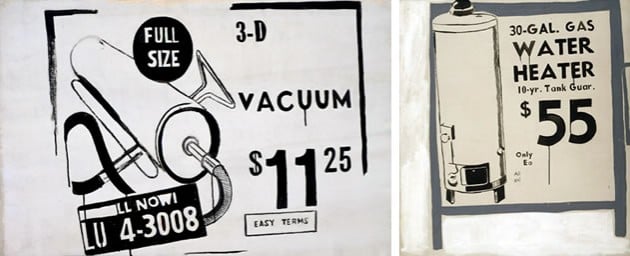 FULL
SIZE
3-D
VACUUM
$11 25
EASY TERMS
LL NOW!
LU 4-3008
30-GAL. GAS
WATER
HEATER
10-yr. Tank Guar.
$55
Only